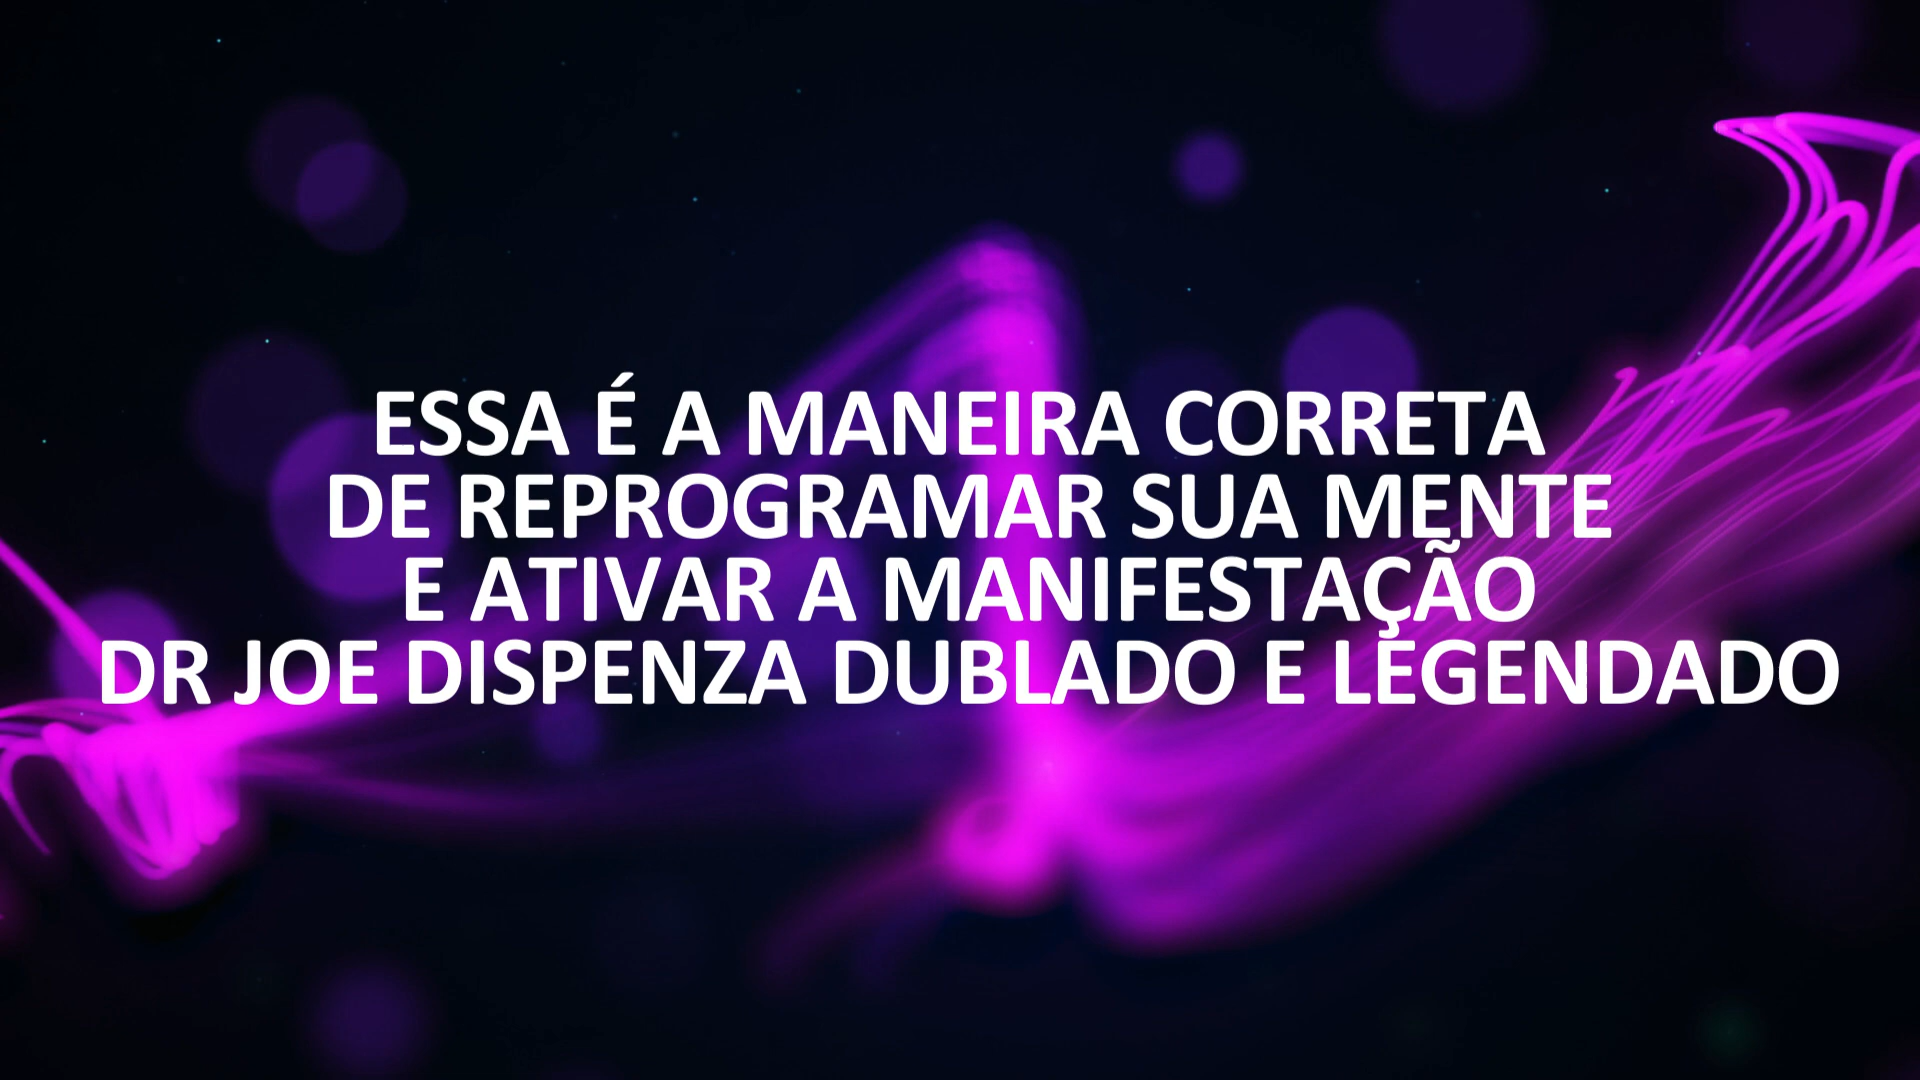 ESSA É A MANEIRA CORRETA
DE REPROGRAMAR SUA MENTE
E ATIVAR A MANIFESTAÇÃO
DR JOE DISPENZA DUBLADO E LEGENDADO